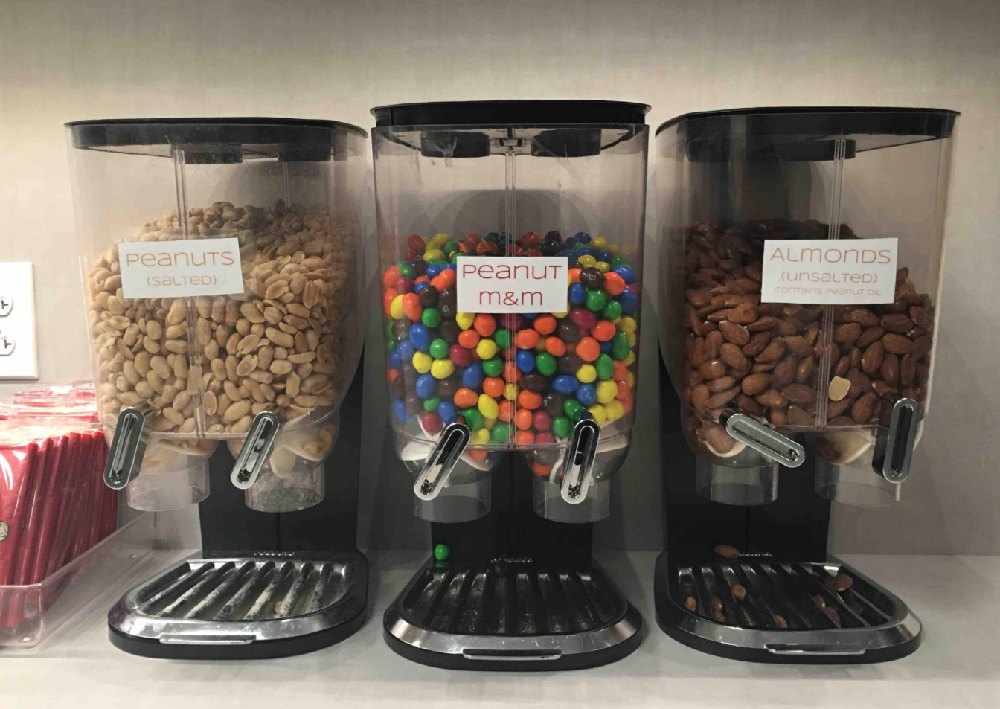 Peanuts
(salted)
Peanut
m&m
Almonds
(unsalted)
contains peanut oil